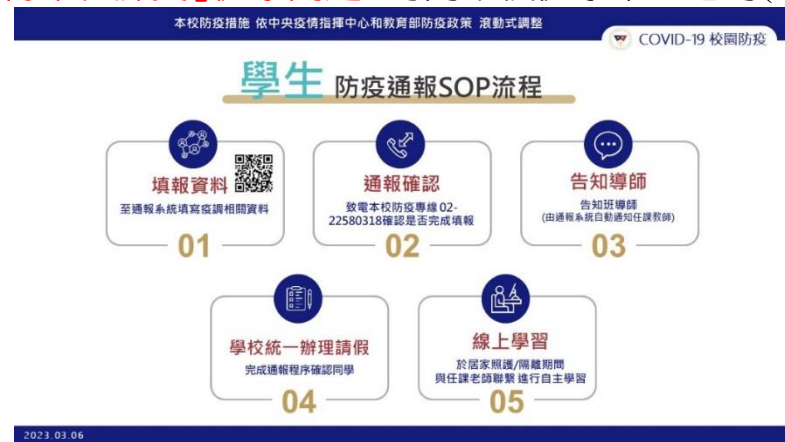 本校防疫措施 依中央疫情指揮中心和教育部防疫政策 滾動式調整
COVID-19 校園防疫
學生 防疫通報SOP流程
填報資料
至通報系統填寫疫調相關資料
01
通報確認
致電本校防疫專線 02-
22580318確認是否完成填報
02
告知導師
告知班導師
(由通報系統自動通知任課教師)
03
學校統一辦理請假
完成通報程序確認同學
04
線上學習
於居家照護/隔離期間
與任課老師聯繫 進行自主學習
05
2023.03.06